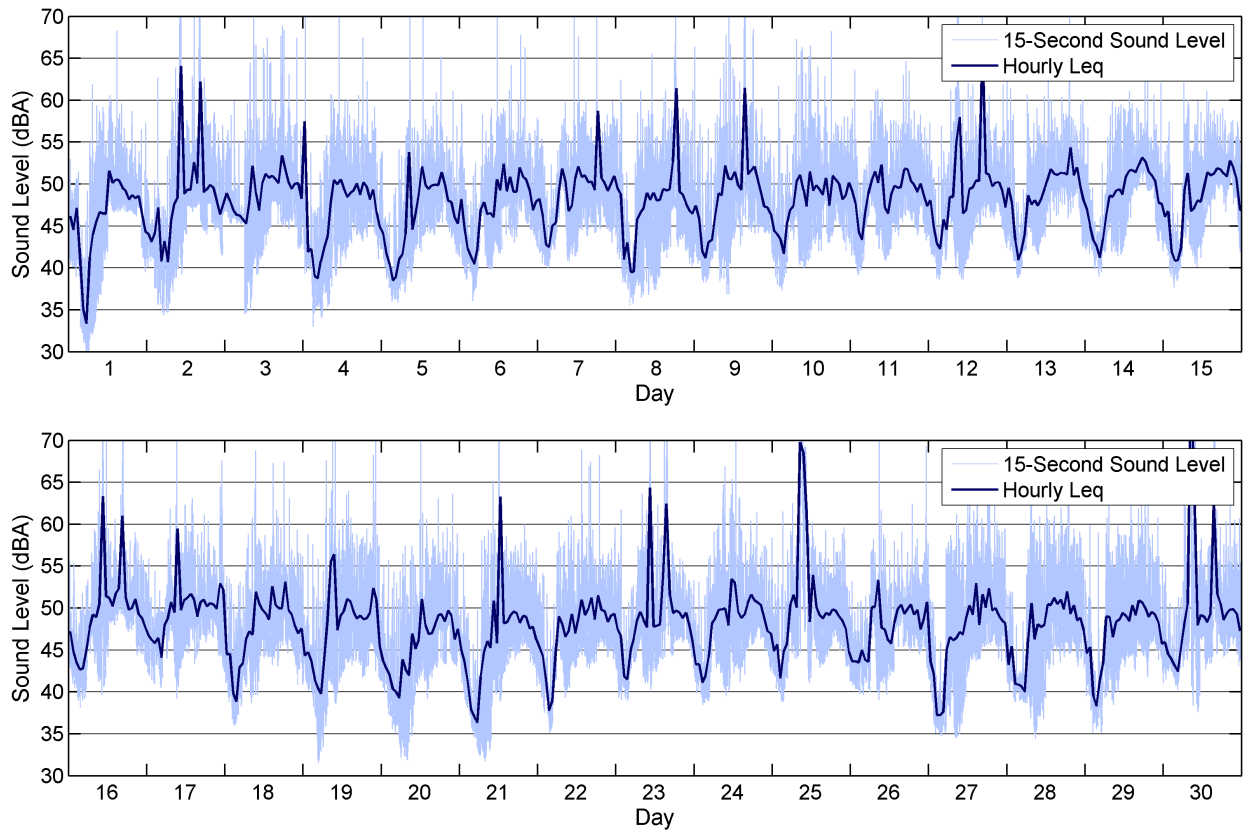 70
65
60
55
50
45
40
35
30
Sound Level (dBA)
15-Second Sound Level
Hourly Leq
1 2 3 4 5 6 7 8 9 10 11 12 13 14 15
Day
70
65
60
55
50
45
40
35
30
Sound Level (dBA)
15-Second Sound Level
Hourly Leq
16 17 18 19 20 21 22 23 24 25 26 27 28 29 30
Day